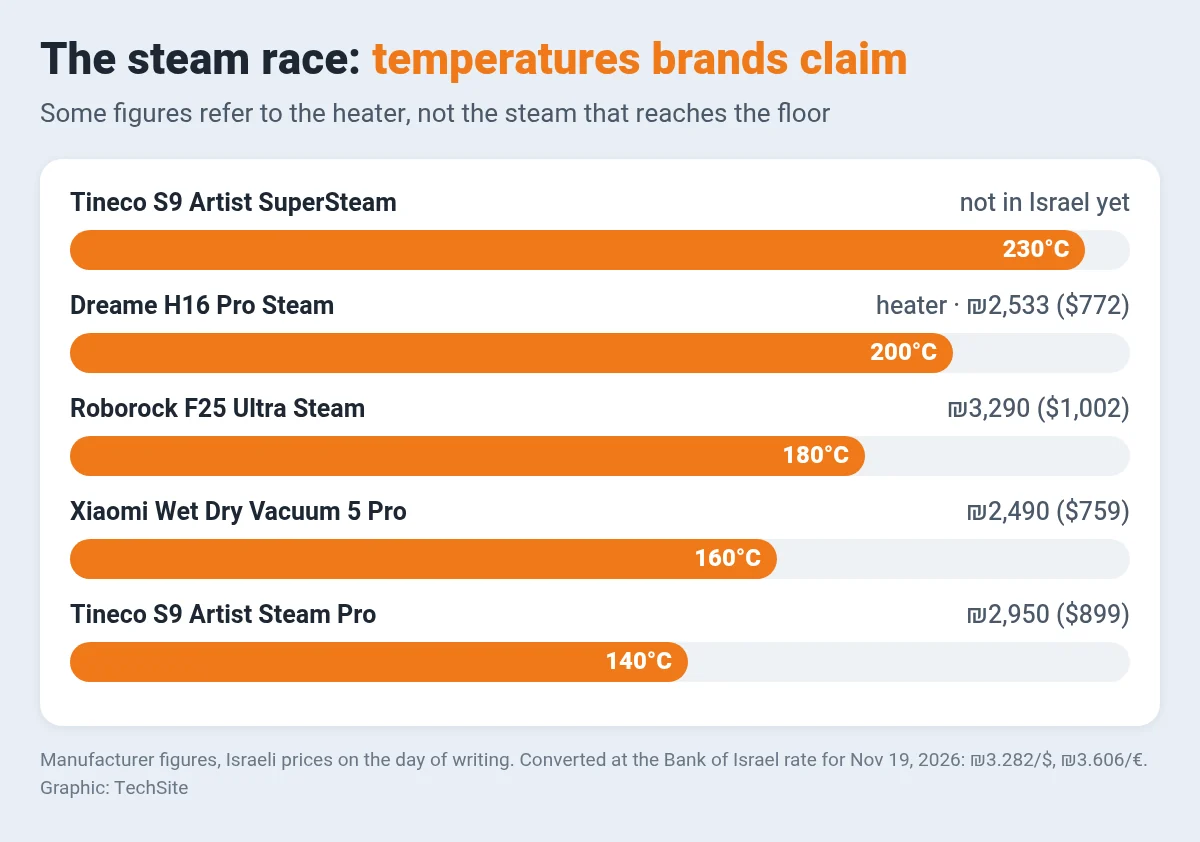 The steam race: temperatures brands claim
Some figures refer to the heater, not the steam that reaches the floor
Tineco S9 Artist SuperSteam not in Israel yet
230°C
Dreame H16 Pro Steam heater · ₪2,533 ($772)
200°C
Roborock F25 Ultra Steam ₪3,290 ($1,002)
180°C
Xiaomi Wet Dry Vacuum 5 Pro ₪2,490 ($759)
160°C
Tineco S9 Artist Steam Pro ₪2,950 ($899)
140°C
Manufacturer figures, Israeli prices on the day of writing. Converted at the Bank of Israel rate for Nov 19, 2026: ₪3.282/$, ₪3.606/€.
Graphic: TechSite